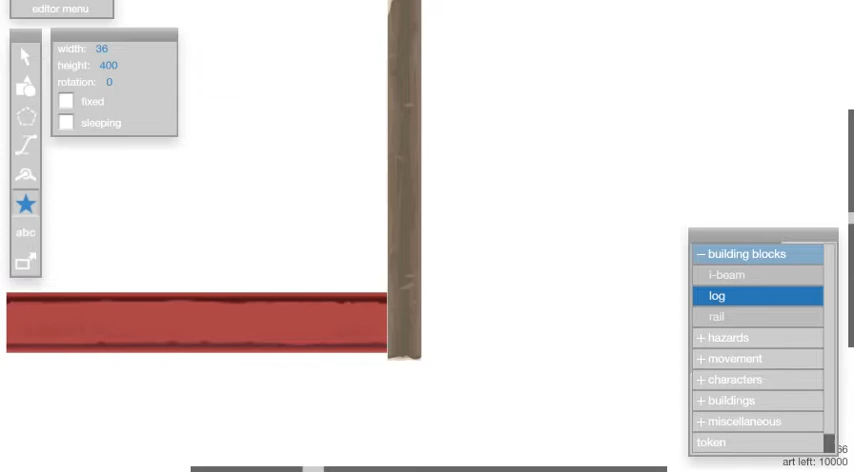 editor menu
width: 36
height: 400
rotation: 0
fixed
sleeping
abc
− building blocks
i-beam
log
rail
+ hazards
+ movement
+ characters
+ buildings
+ miscellaneous
token
art left: 10000